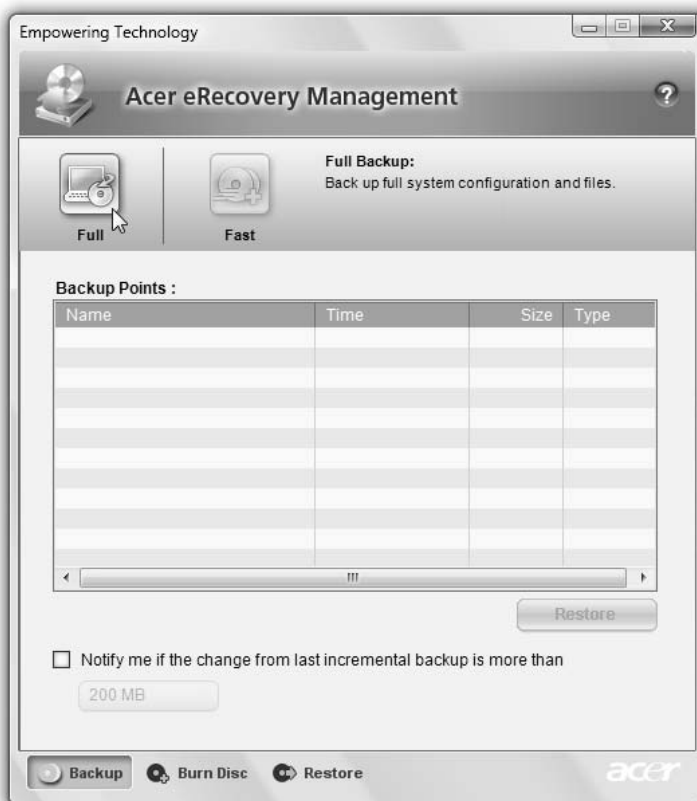 Empowering Technology
Acer eRecovery Management
?
Full Backup:
Back up full system configuration and files.
Full
Fast
Backup Points :
Name Time Size Type
Restore
Notify me if the change from last incremental backup is more than
200 MB
Backup Burn Disc Restore
acer